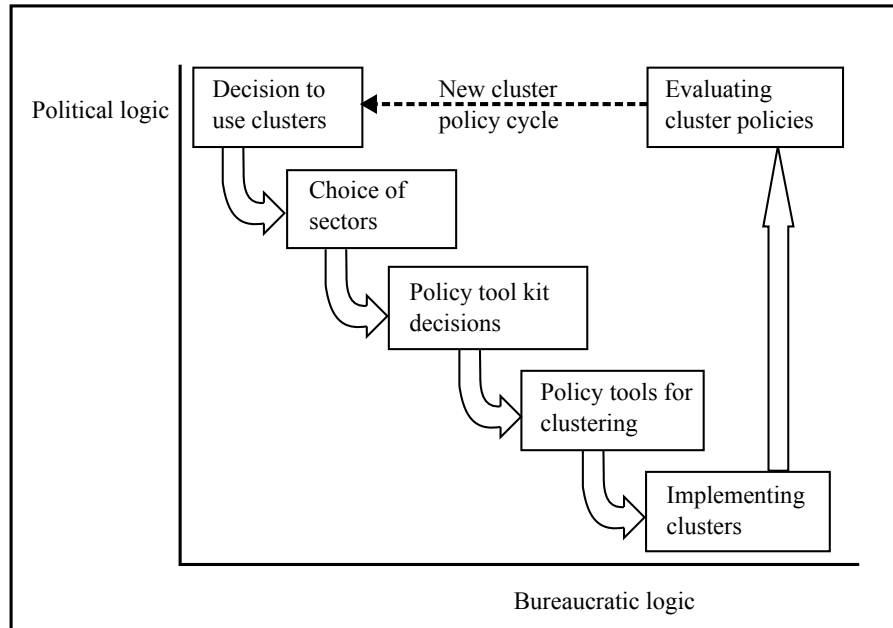 Political logic
Decision to
use clusters
New cluster
policy cycle
Evaluating
cluster policies
Choice of
sectors
Policy tool kit
decisions
Policy tools for
clustering
Implementing
clusters
Bureaucratic logic